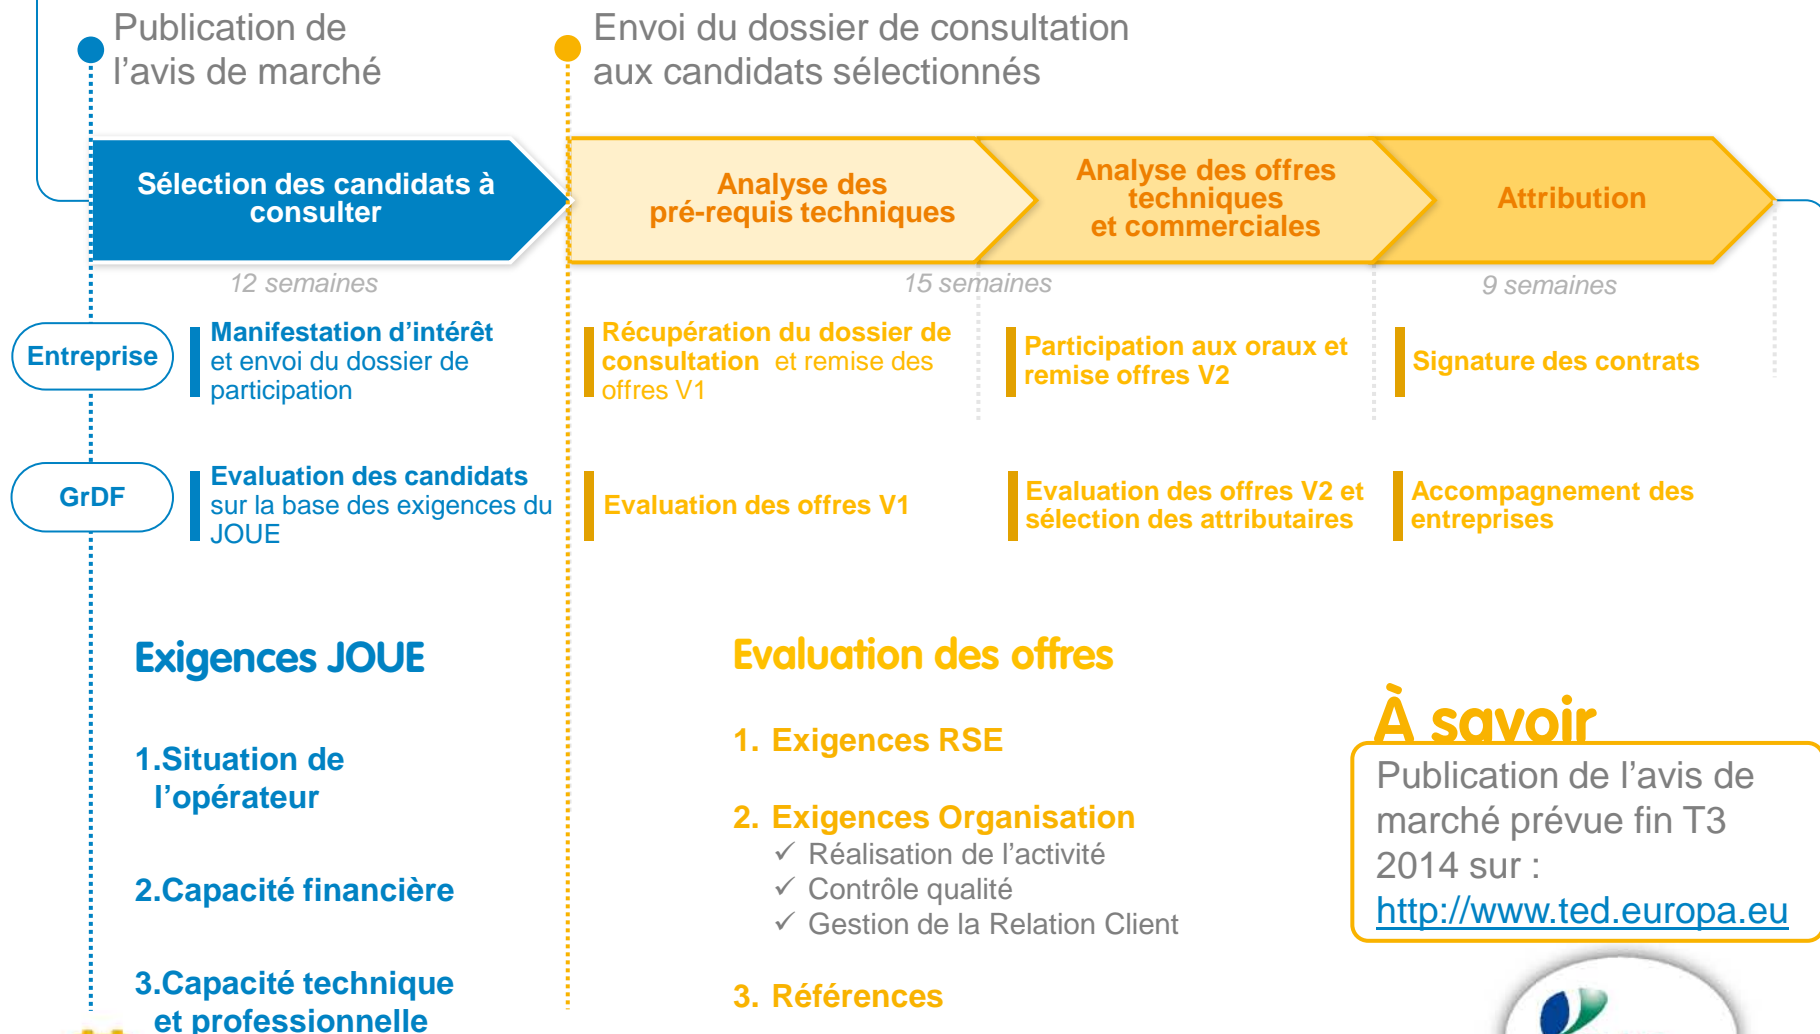 Publication de
l’avis de marché
Envoi du dossier de consultation
aux candidats sélectionnés
Sélection des candidats à
consulter
Analyse des
pré-requis techniques
Analyse des offres
techniques
et commerciales
Attribution
12 semaines
15 semaines
9 semaines
Entreprise
Manifestation d’intérêt
et envoi du dossier de
participation
Récupération du dossier de
consultation et remise des
offres V1
Participation aux oraux et
remise offres V2
Signature des contrats
GrDF
Evaluation des candidats
sur la base des exigences du
JOUE
Evaluation des offres V1
Evaluation des offres V2 et
sélection des attributaires
Accompagnement des
entreprises
Exigences JOUE
1.Situation de
l’opérateur
2.Capacité financière
3.Capacité technique
et professionnelle
Evaluation des offres
1. Exigences RSE
2. Exigences Organisation
✓ Réalisation de l’activité
✓ Contrôle qualité
✓ Gestion de la Relation Client
3. Références
À savoir
Publication de l’avis de
marché prévue fin T3
2014 sur :
http://www.ted.europa.eu